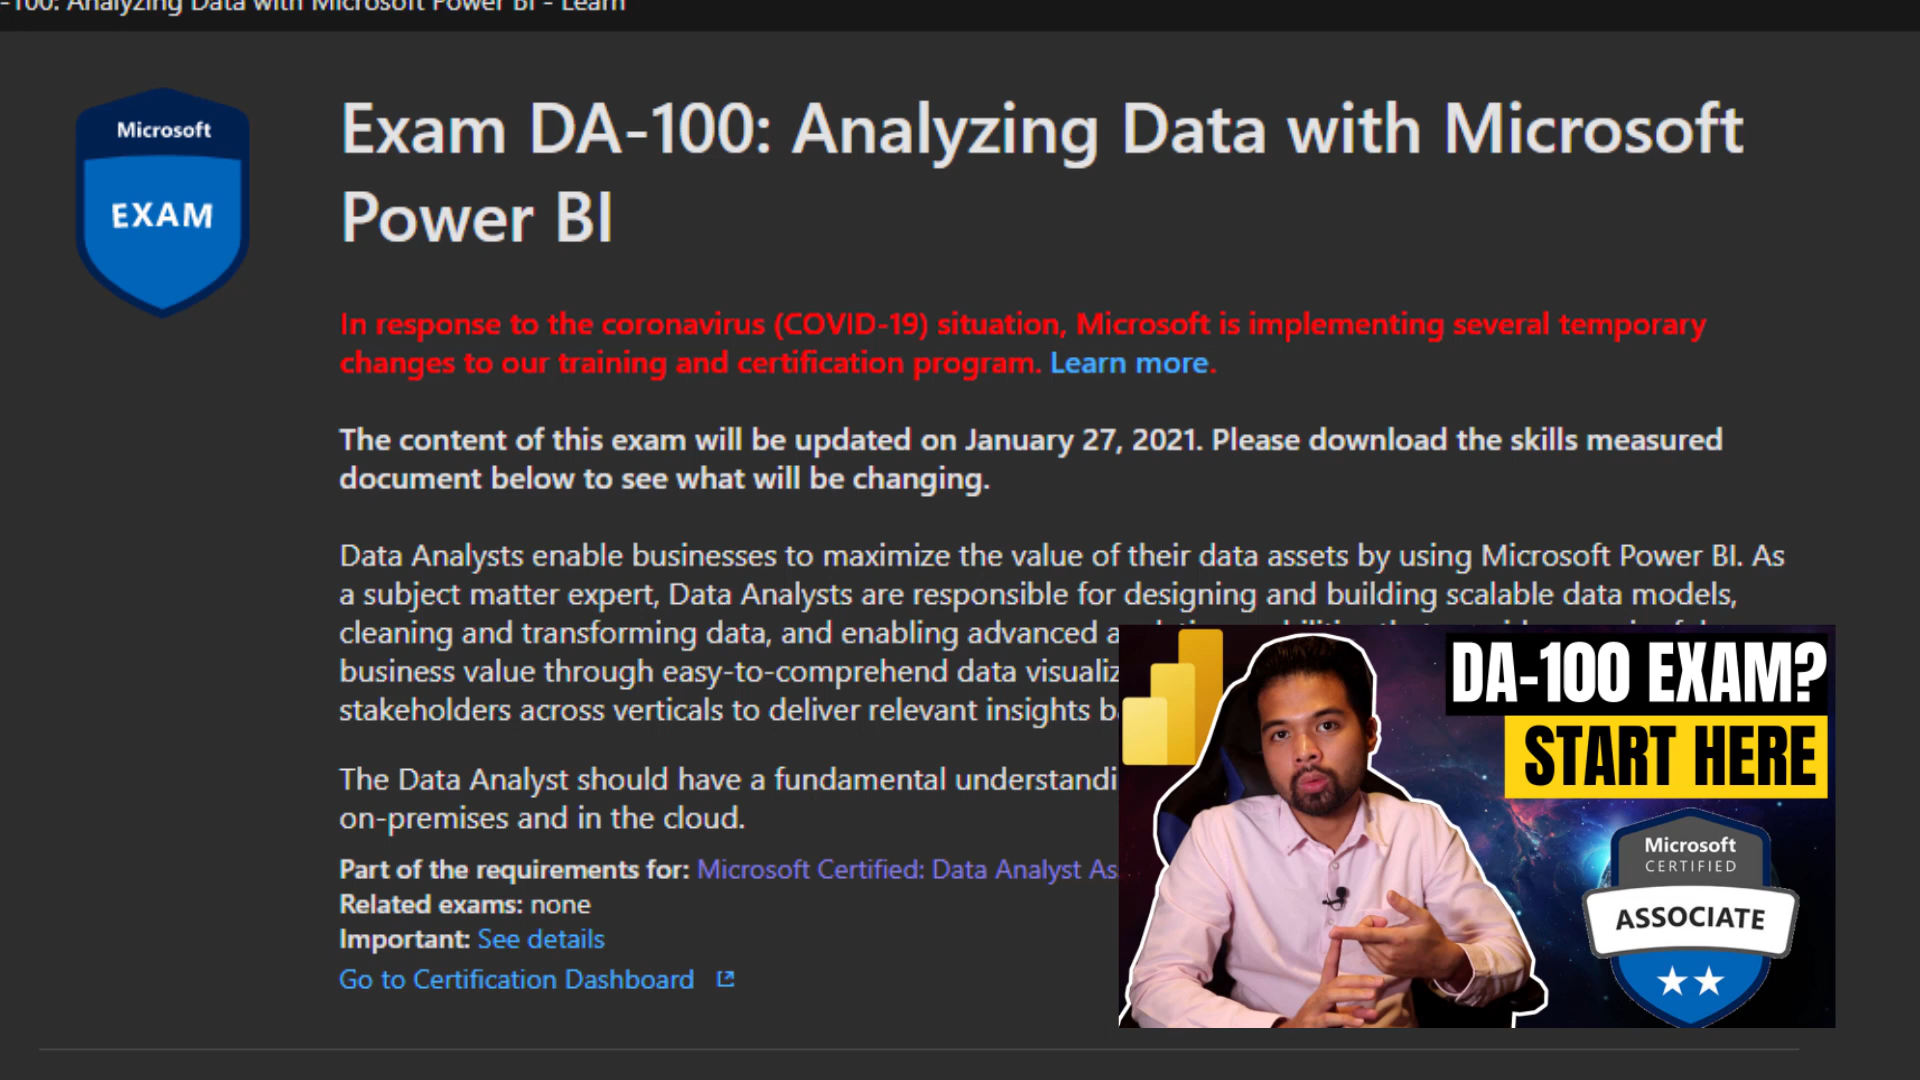 -100: Analyzing Data with Microsoft Power BI - Learn
Microsoft
EXAM
Exam DA-100: Analyzing Data with Microsoft
Power BI
In response to the coronavirus (COVID-19) situation, Microsoft is implementing several temporary
changes to our training and certification program. Learn more.
The content of this exam will be updated on January 27, 2021. Please download the skills measured
document below to see what will be changing.
Data Analysts enable businesses to maximize the value of their data assets by using Microsoft Power BI. As
a subject matter expert, Data Analysts are responsible for designing and building scalable data models,
cleaning and transforming data, and enabling advanced
business value through easy-to-comprehend data visualiz
stakeholders across verticals to deliver relevant insights b
The Data Analyst should have a fundamental understandi
on-premises and in the cloud.
Part of the requirements for: Microsoft Certified: Data Analyst As
Related exams: none
Important: See details
Go to Certification Dashboard
DA-100 EXAM?
START HERE
Microsoft
CERTIFIED
ASSOCIATE